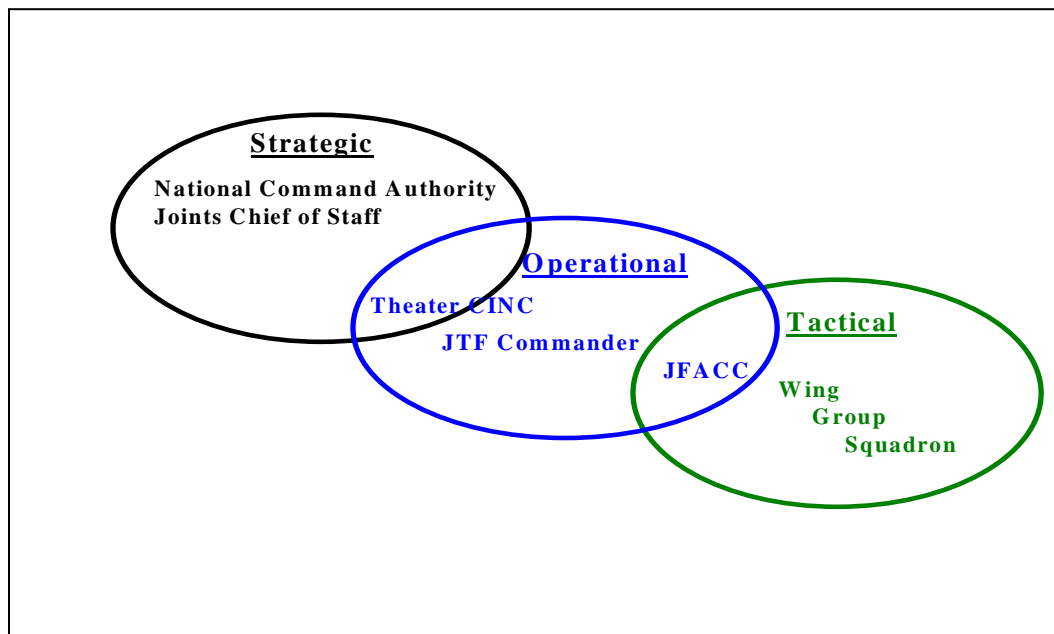 Strategic
National Command Authority
Joints Chief of Staff
Operational
Theater CINC
JTF Commander
JFACC
Tactical
Wing
Group
Squadron